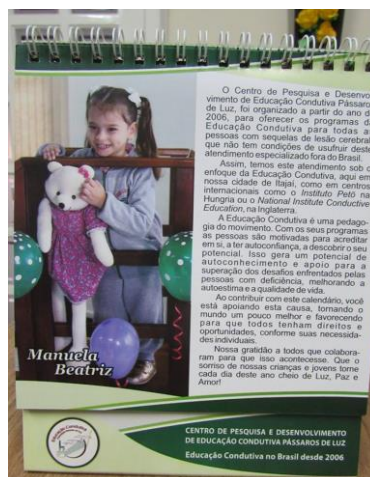 O Centro de Pesquisa e Desenvo
vimento de Educação Condutiva Pássaro
de Luz, foi organizado a partir do ano d
2006, para oferecer os programas d
Educação Condutiva para todas a
pessoas com sequelas de lesão cerebral
que não tem condições de usufruir deste
atendimento especializado fora do Brasil.
Assim, temos este atendimento sob o
enfoque da Educação Condutiva, aqui em
nossa cidade de Itajaí, como em centros
internacionais como o Instituto Petö na
Hungria ou o National Institute Conductive
Education, na Inglaterra.
A Educação Condutiva é uma pedago-
gia do movimento. Com os seus programas
as pessoas são motivadas para acreditar
em si, a ter autoconfiança, a descobrir o seu
potencial. Isso gera um potencial de
autoconhecimento e apoio para a
superação dos desafios enfrentados pelas
pessoas com deficiência, melhorando a
autoestima e a qualidade de vida.
Ao contribuir com este calendário, você
está apoiando esta causa, tornando o
mundo um pouco melhor e favorecendo
para que todos tenham direitos e
oportunidades, conforme suas necessida-
des individuais.
Nossa gratidão a todos que colabora-
ram para que isso acontecesse. Que o
sorriso de nossas crianças e jovens torne
cada dia deste ano cheio de Luz, Paz e
Amor!
Manuela
Beatriz
Educação Condutiva
CENTRO DE PESQUISA E DESENVOLVIMENTO
DE EDUCAÇÃO CONDUTIVA PÁSSAROS DE LUZ
Educação Condutiva no Brasil desde 2006